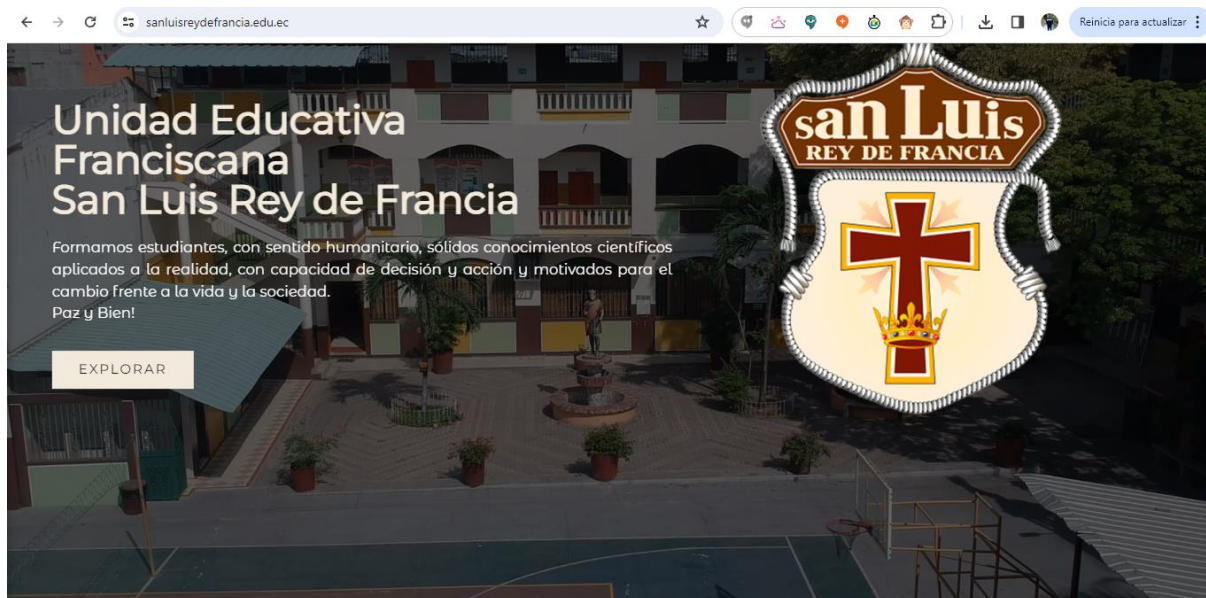 sanluisreydefrancia.edu.ec
Reinicia para actualizar
Unidad Educativa
Franciscana
San Luis Rey de Francia
Formamos estudiantes, con sentido humanitario, sólidos conocimientos científicos
aplicados a la realidad, con capacidad de decisión y acción y motivados para el
cambio frente a la vida y la sociedad.
Paz y Bien!
EXPLORAR
san Luis
REY DE FRANCIA